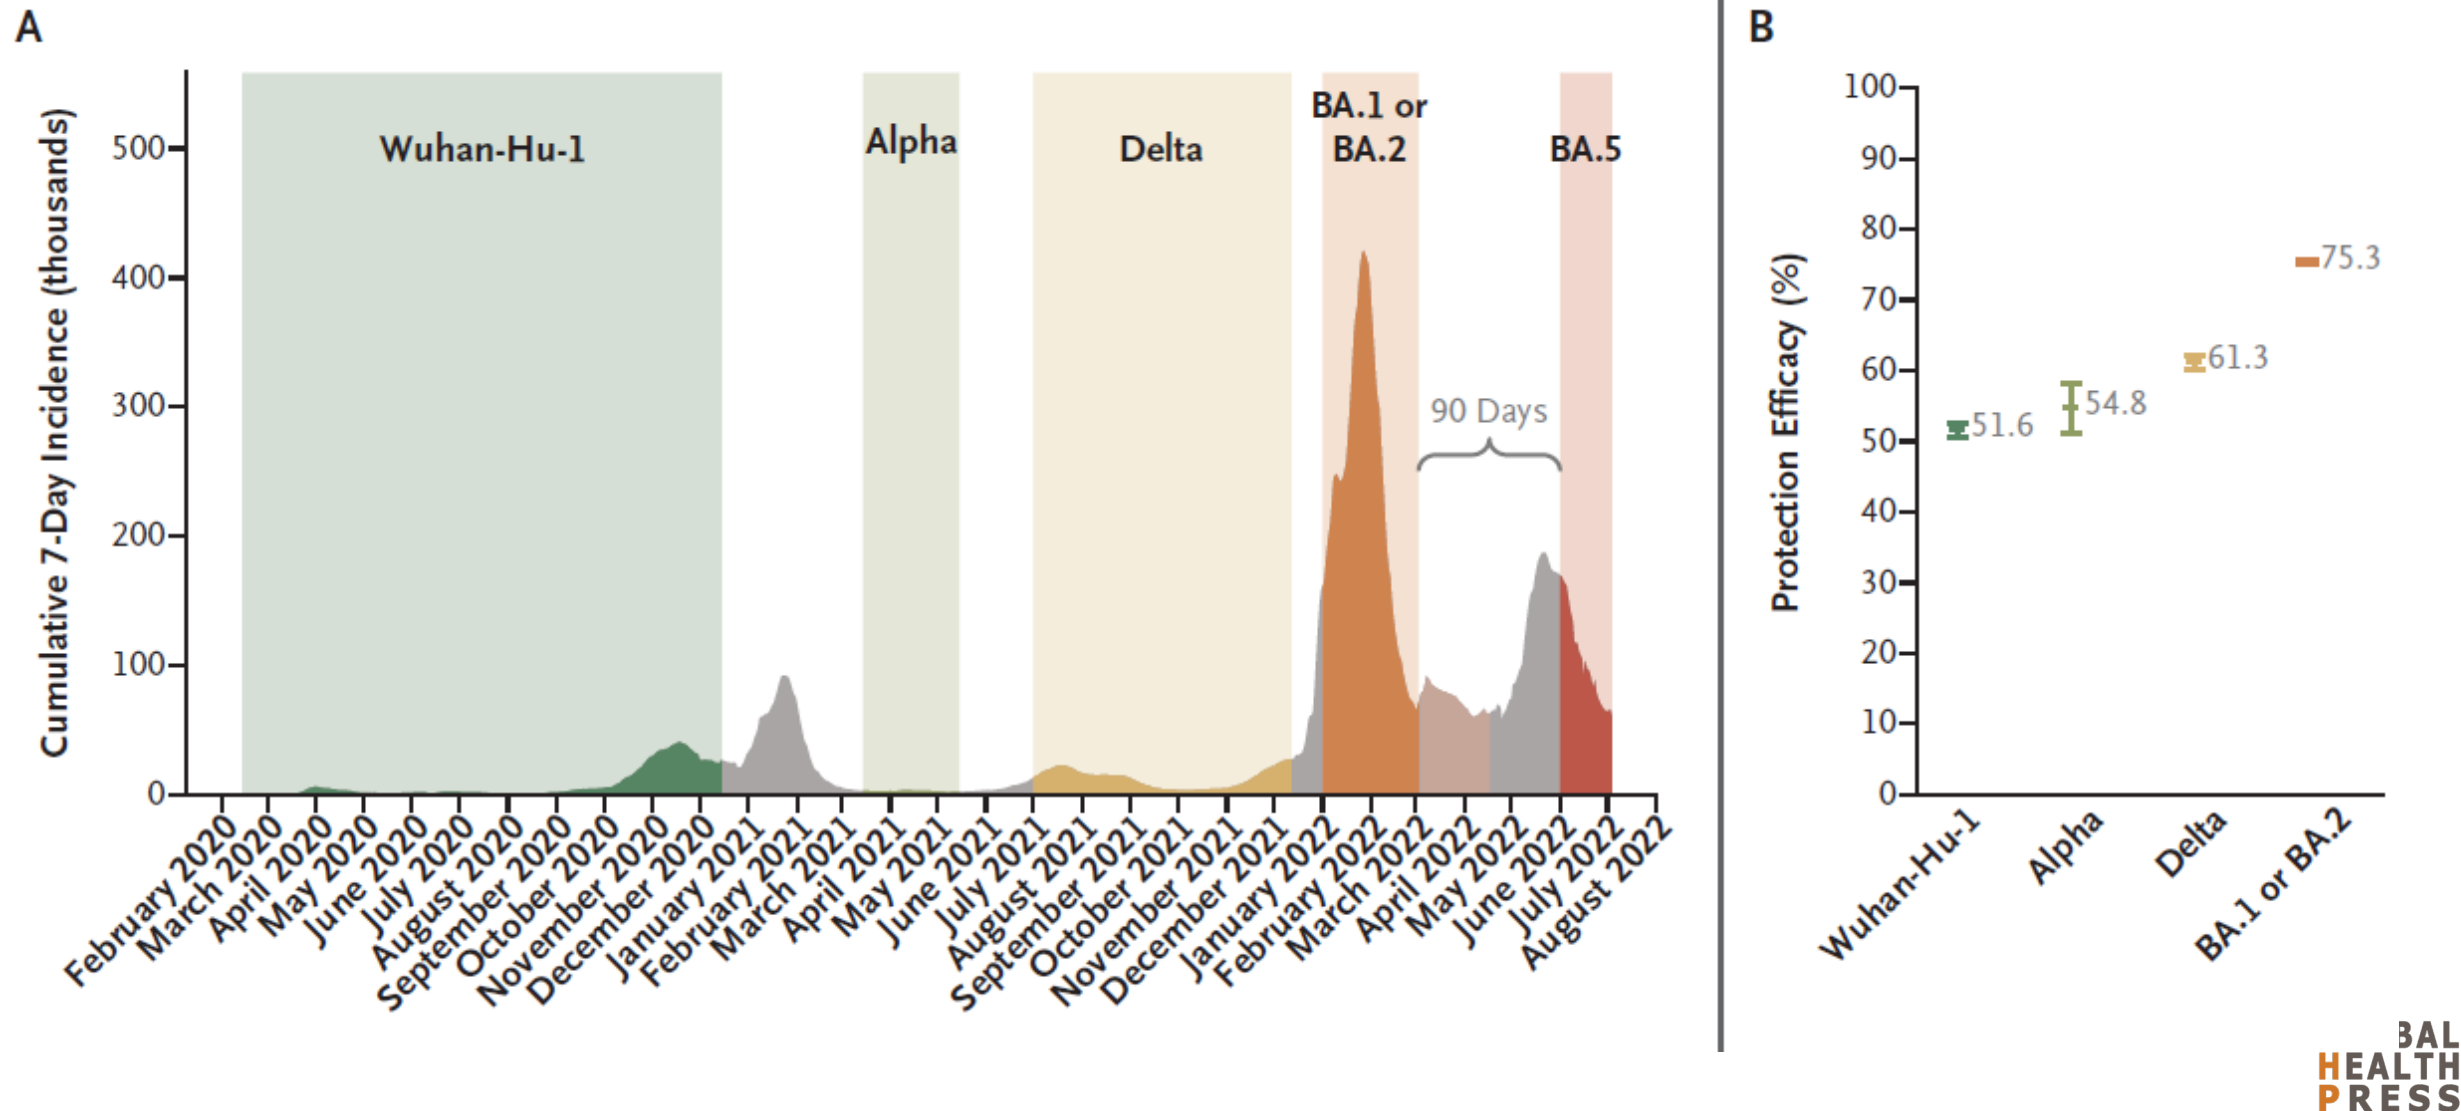 A
Cumulative 7-Day Incidence (thousands)
500
400
300
200
100
0
Wuhan-Hu-1
Alpha
Delta
BA.1 or
BA.2
BA.5
90 Days
February 2020
March 2020
April 2020
May 2020
June 2020
July 2020
August 2020
September 2020
October 2020
November 2020
December 2020
January 2021
February 2021
March 2021
April 2021
May 2021
June 2021
July 2021
August 2021
September 2021
October 2021
November 2021
December 2021
January 2022
February 2022
March 2022
April 2022
May 2022
June 2022
July 2022
August 2022
B
Protection Efficacy (%)
100
90
80
70
60
50
40
30
20
10
0
51.6
54.8
61.3
75.3
Wuhan-Hu-1
Alpha
Delta
BA.1 or BA.2
BAL
HEALTH
PRESS